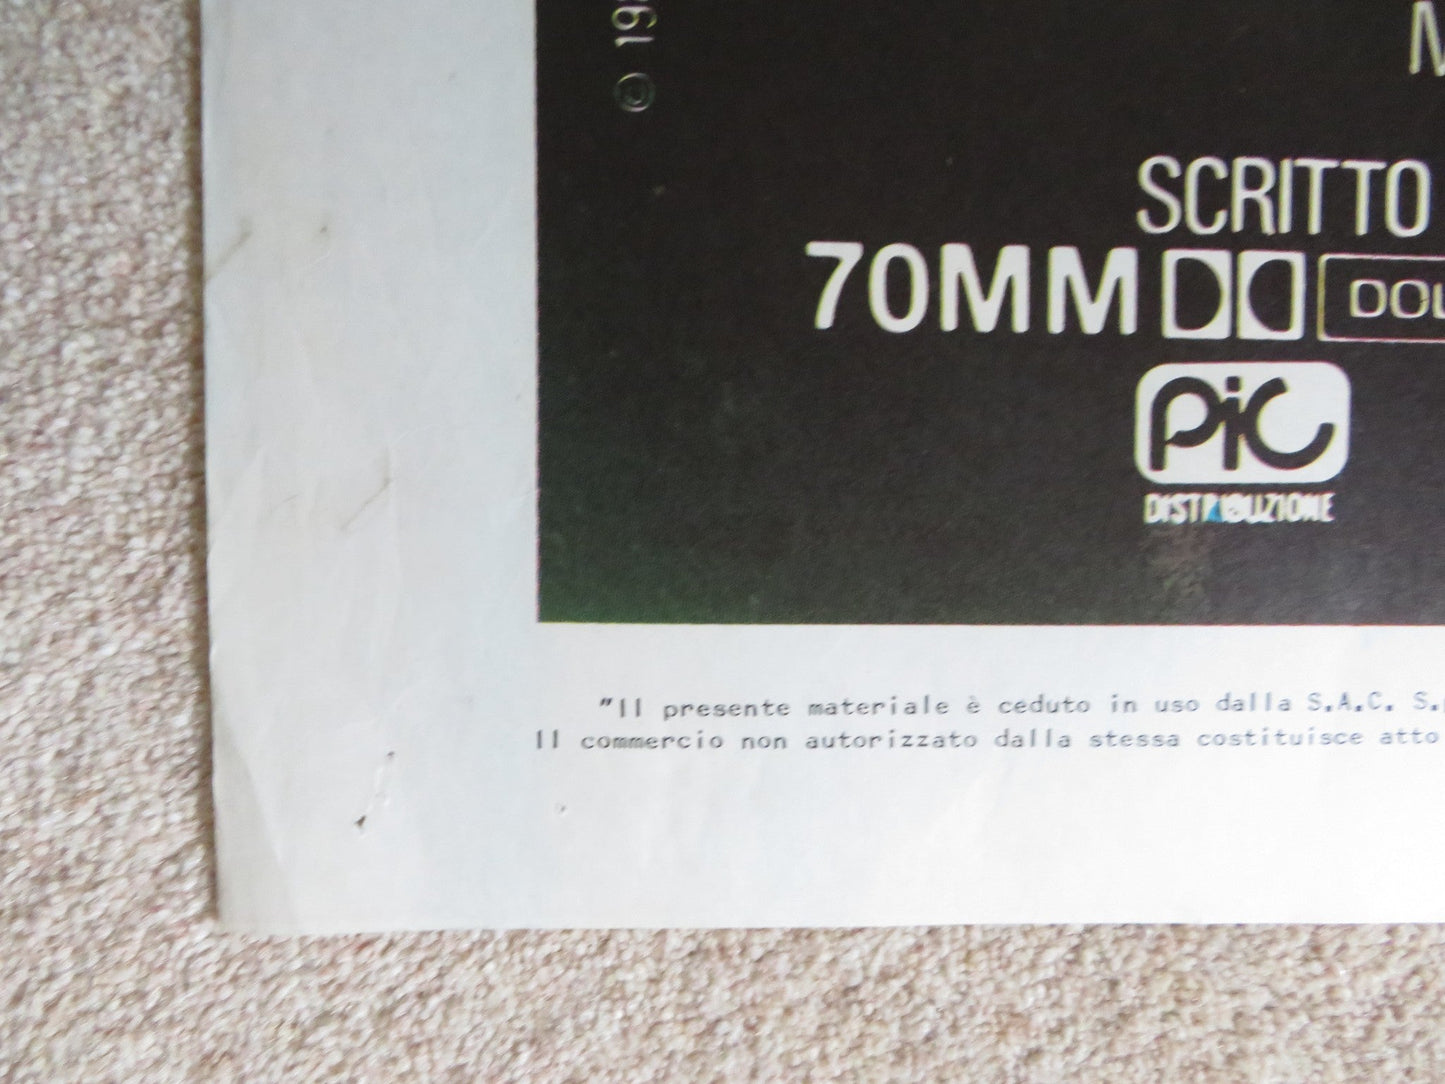 © 19
M
SCRITTO
70MM DOL
PiC
DISTRIBUZIONE
"Il presente materiale è ceduto in uso dalla S.A.C. S.
Il commercio non autorizzato dalla stessa costituisce atto